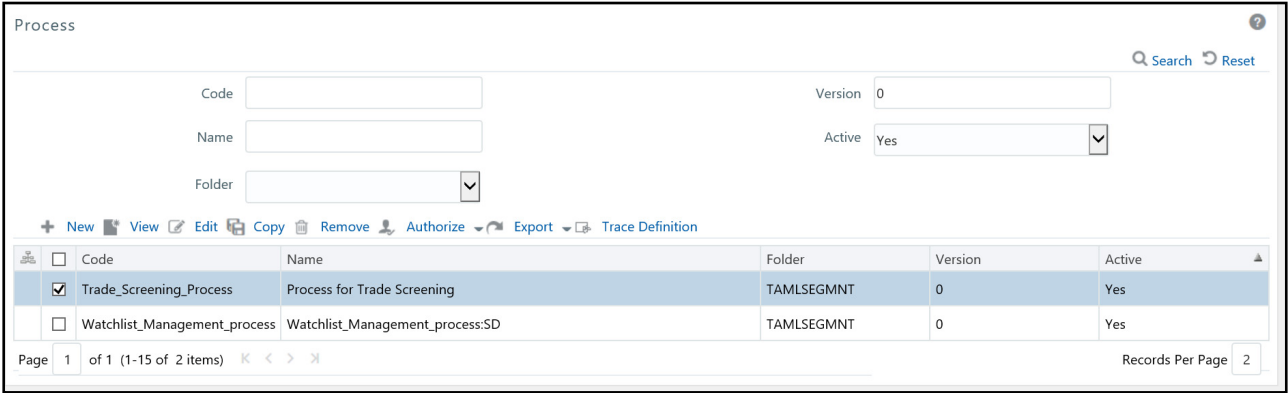 Process
Search Reset
Code Version 0
Name Active Yes
Folder
New View Edit Copy Remove Authorize Export Trace Definition
Code Name Folder Version Active
Trade_Screening_Process Process for Trade Screening TAMLSEGMNT 0 Yes
Watchlist_Management_process Watchlist_Management_process:SD TAMLSEGMNT 0 Yes
Page 1 of 1 (1-15 of 2 items) Records Per Page 2